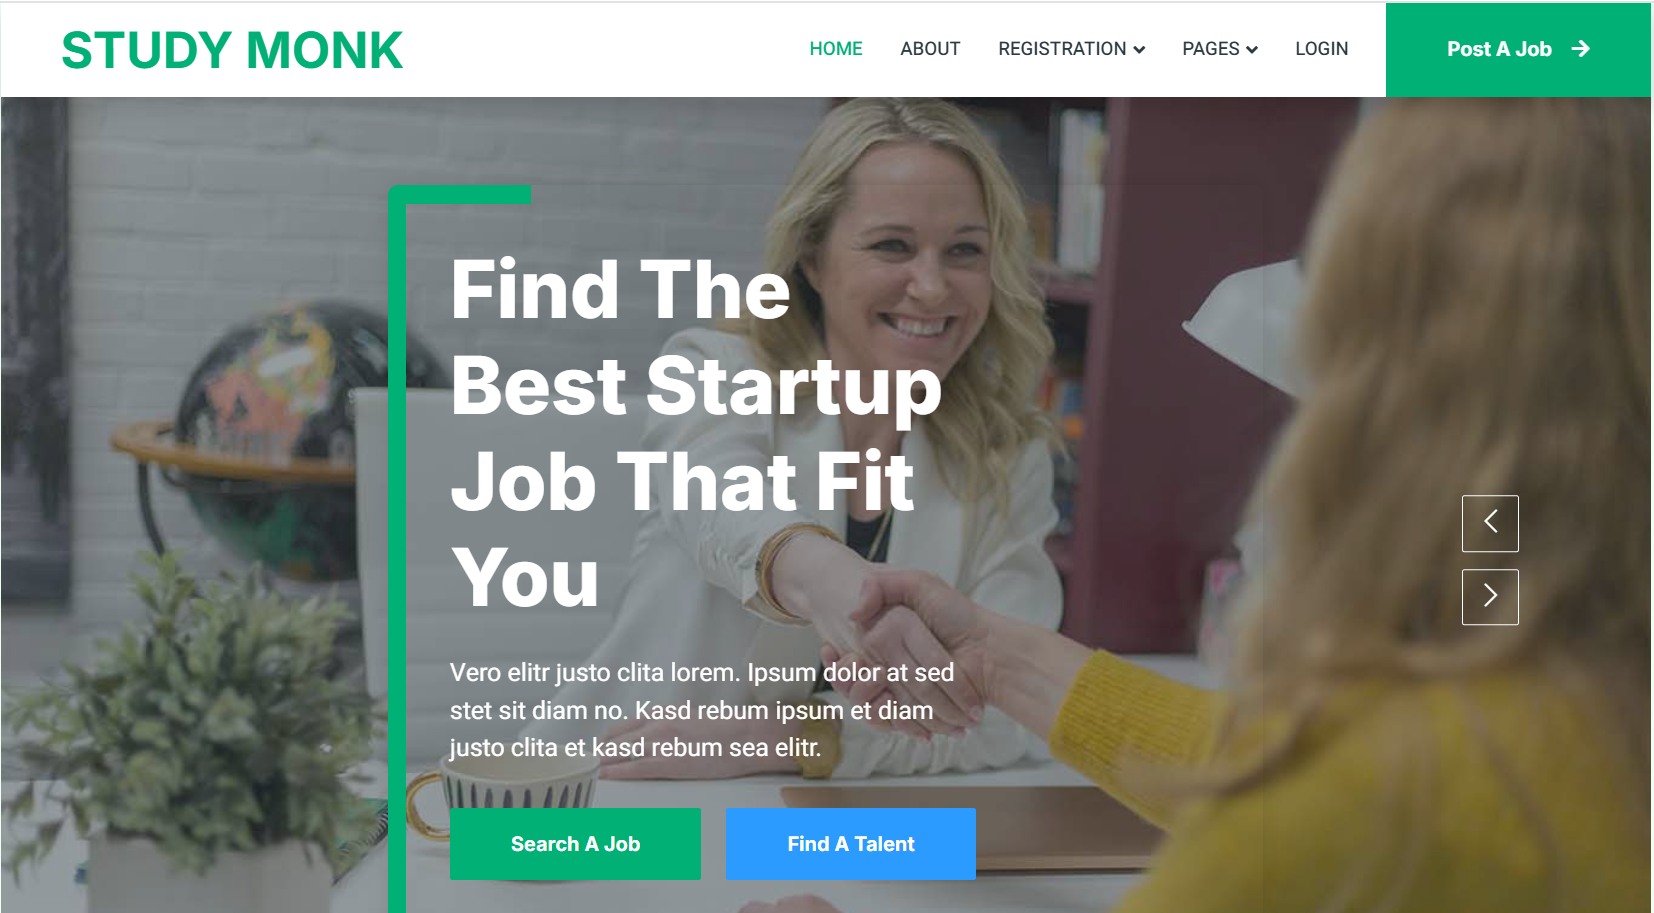 STUDY MONK
HOME ABOUT REGISTRATION PAGES LOGIN Post A Job
Find The
Best Startup
Job That Fit
You
Vero elitr justo clita lorem. Ipsum dolor at sed
stet sit diam no. Kasd rebum ipsum et diam
justo clita et kasd rebum sea elitr.
Search A Job Find A Talent